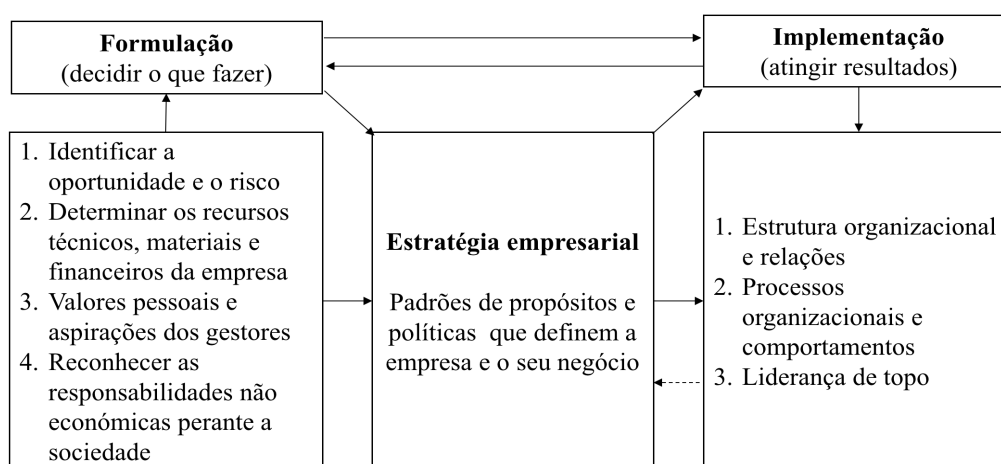 Formulação
(decidir o que fazer)
Implementação
(atingir resultados)
1. Identificar a
oportunidade e o risco
2. Determinar os recursos
técnicos, materiais e
financeiros da empresa
3. Valores pessoais e
aspirações dos gestores
4. Reconhecer as
responsabilidades não
económicas perante a
sociedade
Estratégia empresarial
Padrões de propósitos e
políticas que definem a
empresa e o seu negócio
1. Estrutura organizacional
e relações
2. Processos
organizacionais e
comportamentos
3. Liderança de topo